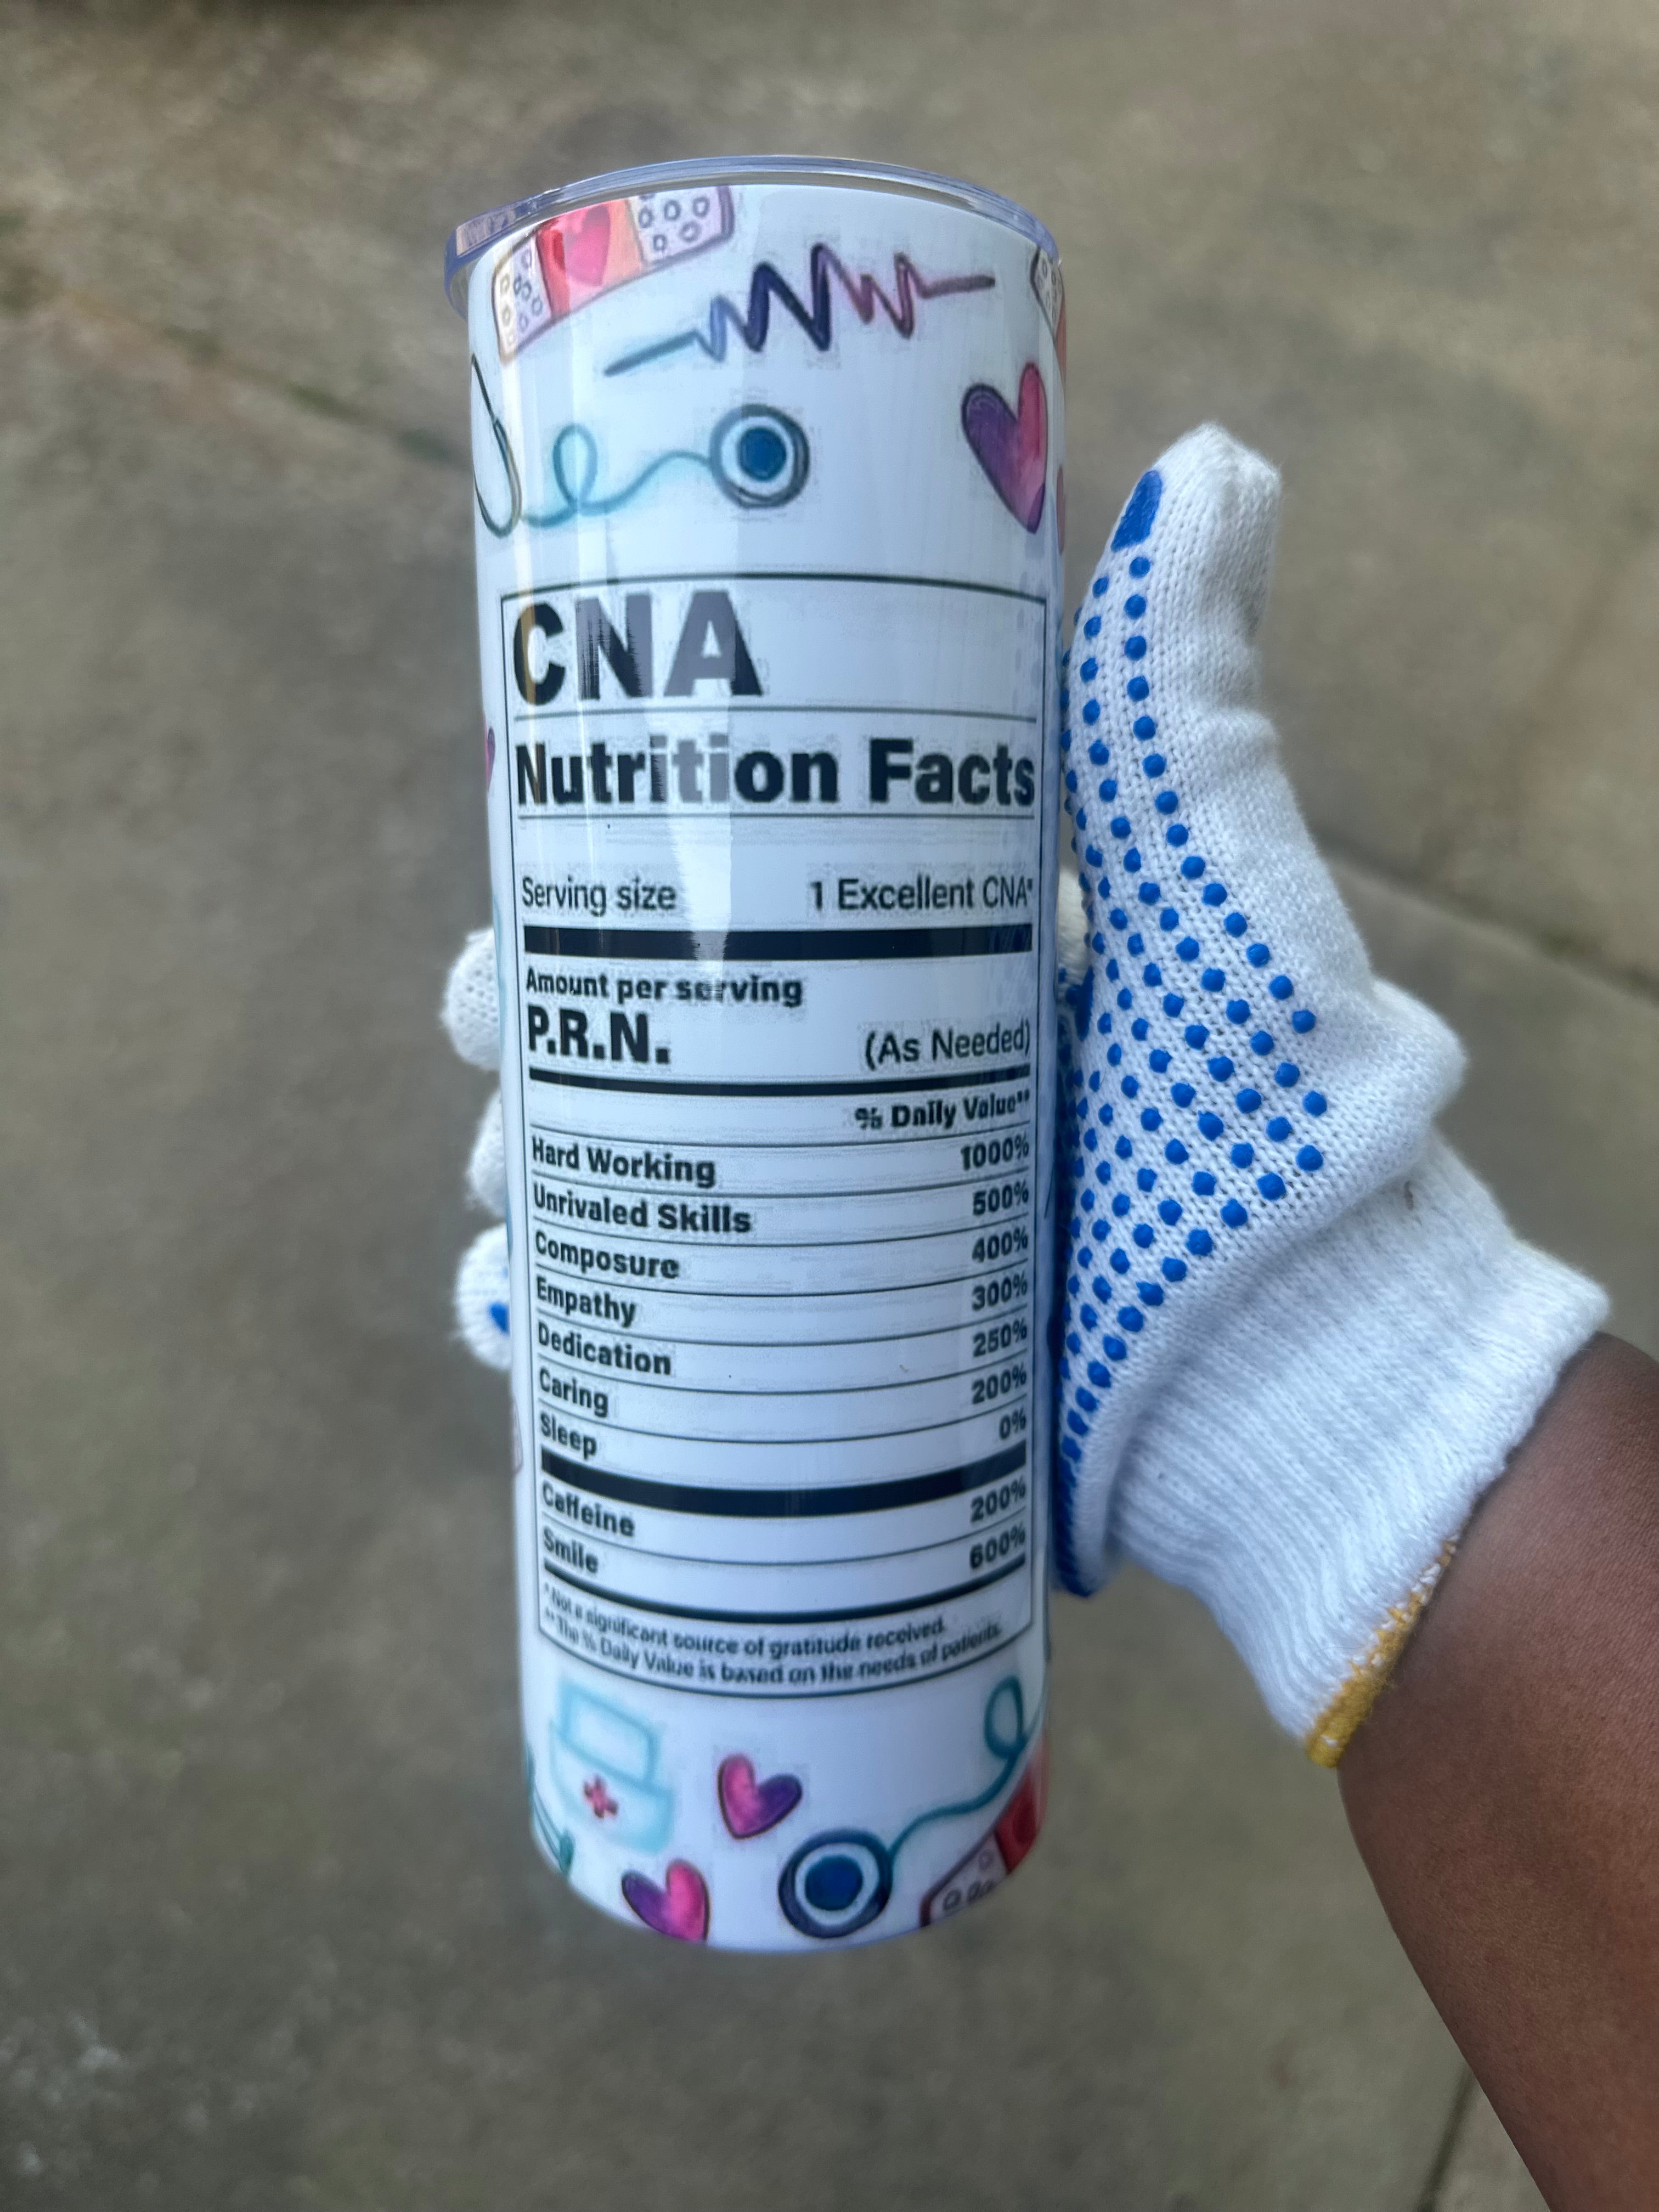 CNA
Nutrition Facts
Serving size 1 Excellent CNA*
Amount per serving
P.R.N. (As Needed)
% Daily Value**
Hard Working 1000%
Unrivaled Skills 500%
Composure 400%
Empathy 300%
Dedication 250%
Caring 200%
Sleep 0%
Caffeine 200%
Smile 600%
*Not a significant source of gratitude received.
**The % Daily Value is based on the needs of patients.